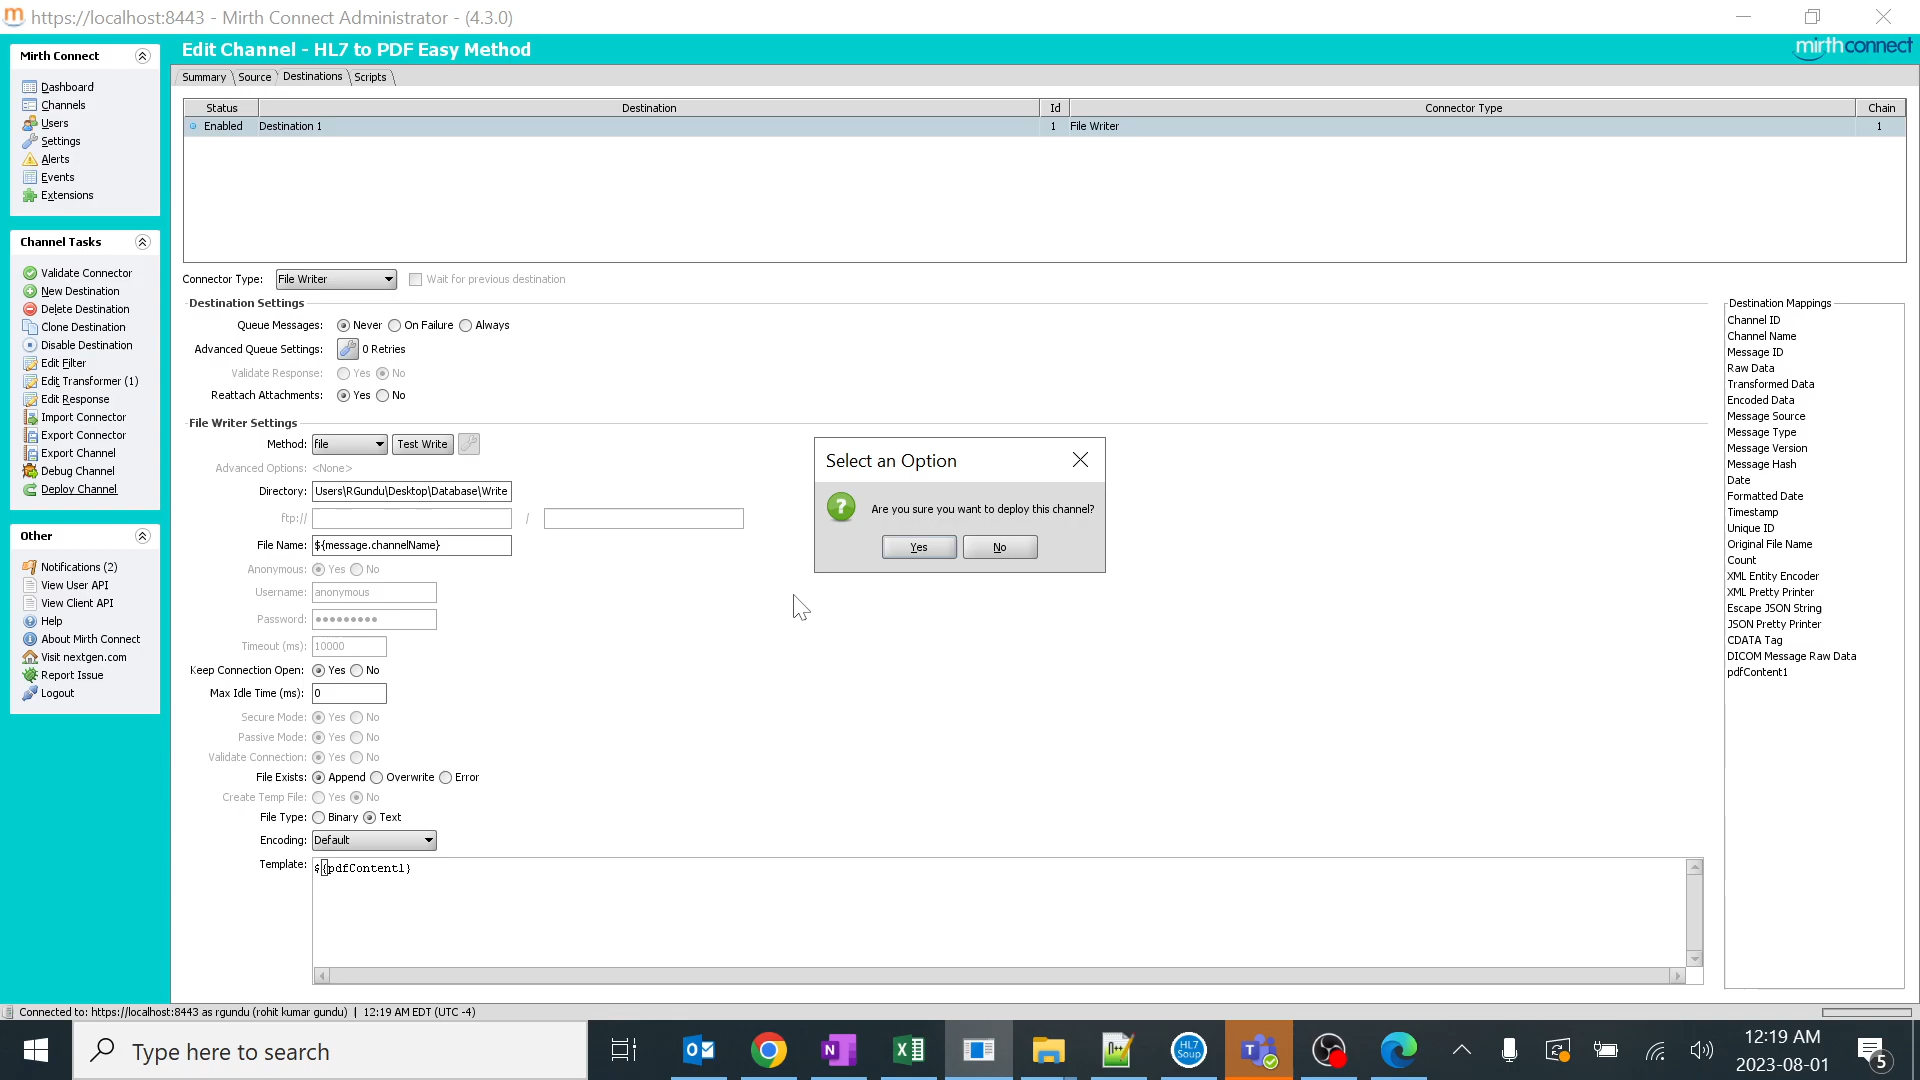 https://localhost:8443 - Mirth Connect Administrator - (4.3.0)
Mirth Connect
Dashboard
Channels
Users
Settings
Alerts
Events
Extensions
Channel Tasks
Validate Connector
New Destination
Delete Destination
Clone Destination
Disable Destination
Edit Filter
Edit Transformer (1)
Edit Response
Import Connector
Export Connector
Export Channel
Debug Channel
Deploy Channel
Other
Notifications (2)
View User API
View Client API
Help
About Mirth Connect
Visit nextgen.com
Report Issue
Logout
Edit Channel - HL7 to PDF Easy Method
mirthconnect
Summary Source Destinations Scripts
Status Destination Id Connector Type Chain
Enabled Destination 1 1 File Writer 1
Connector Type: File Writer Wait for previous destination
Destination Settings
Queue Messages: Never On Failure Always
Advanced Queue Settings: 0 Retries
Validate Response: Yes No
Reattach Attachments: Yes No
File Writer Settings
Method: file Test Write
Advanced Options: <None>
Directory: Users\RGundu\Desktop\Database\Write
ftp:// /
File Name: ${message.channelName}
Anonymous: Yes No
Username: anonymous
Password: •••••••••
Timeout (ms): 10000
Keep Connection Open: Yes No
Max Idle Time (ms): 0
Secure Mode: Yes No
Passive Mode: Yes No
Validate Connection: Yes No
File Exists: Append Overwrite Error
Create Temp File: Yes No
File Type: Binary Text
Encoding: Default
Template: ${pdfContent1}
Select an Option
Are you sure you want to deploy this channel?
Yes No
Destination Mappings
Channel ID
Channel Name
Message ID
Raw Data
Transformed Data
Encoded Data
Message Source
Message Type
Message Version
Message Hash
Date
Formatted Date
Timestamp
Unique ID
Original File Name
Count
XML Entity Encoder
XML Pretty Printer
Escape JSON String
JSON Pretty Printer
CDATA Tag
DICOM Message Raw Data
pdfContent1
Connected to: https://localhost:8443 as rgundu (rohit kumar gundu) | 12:19 AM EDT (UTC -4)
Type here to search
HL7 Soup
12:19 AM
2023-08-01
5